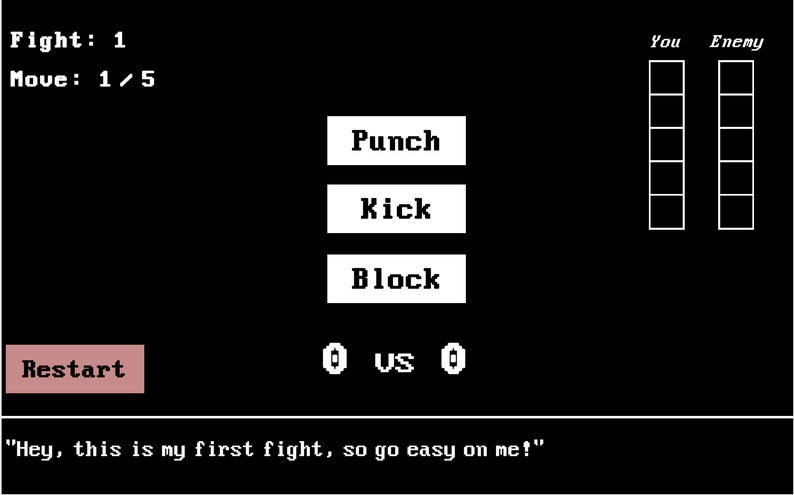 Fight: 1
You Enemy
Move: 1 / 5
Punch
Kick
Block
0 VS 0
Restart
"Hey, this is my first fight, so go easy on me!"